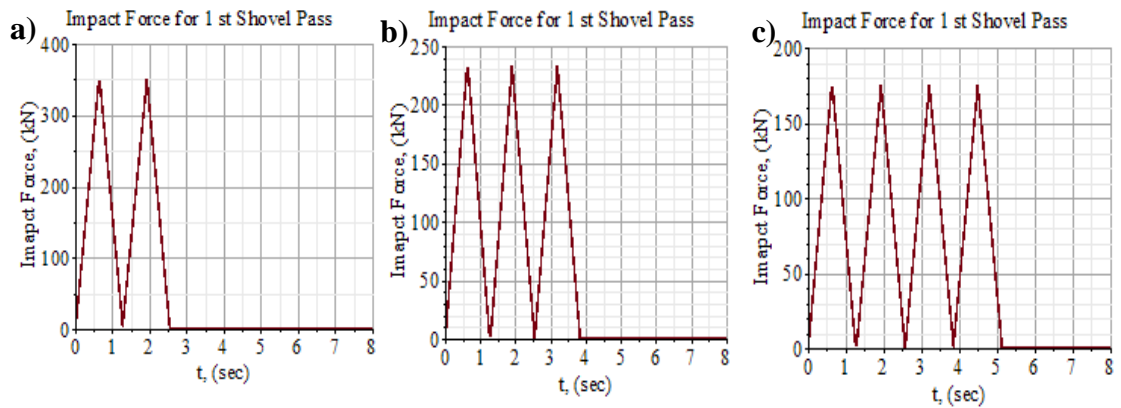 a)
Impact Force for 1 st Shovel Pass
400
300
200
100
0
Imapct Force, (kN)
0 1 2 3 4 5 6 7 8
t, (sec)
b)
Impact Force for 1 st Shovel Pass
250
200
150
100
50
0
Imapct Force, (kN)
0 1 2 3 4 5 6 7 8
t, (sec)
c)
Impact Force for 1 st Shovel Pass
200
150
100
50
0
Imapct Force, (kN)
0 1 2 3 4 5 6 7 8
t, (sec)